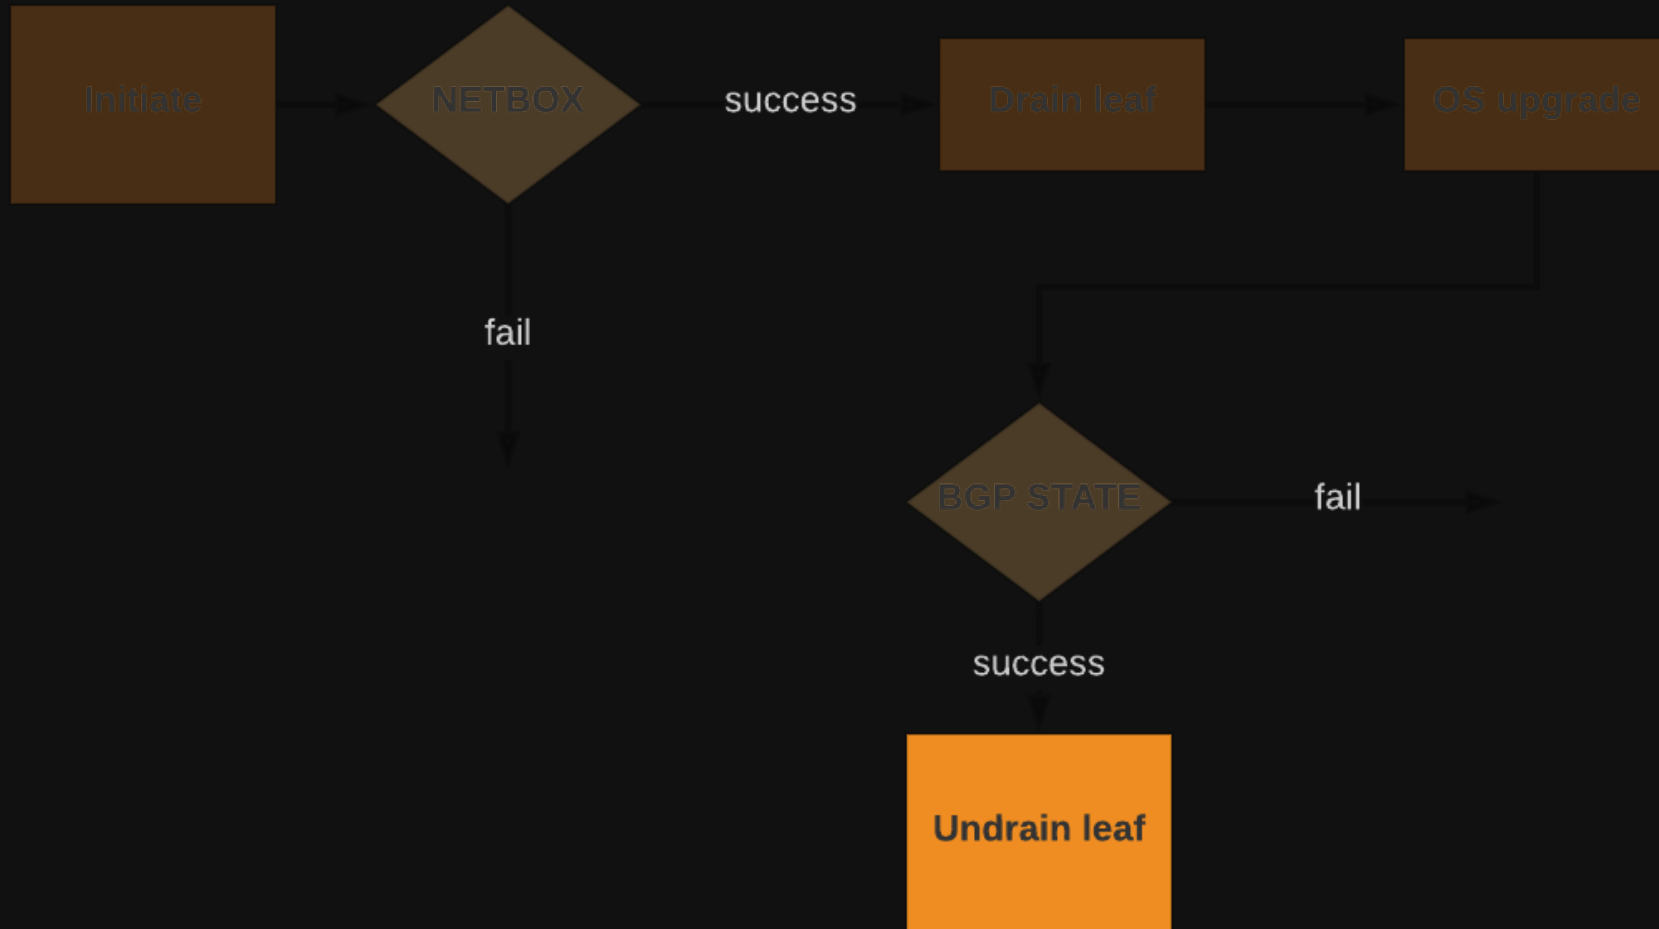 Initiate
NETBOX
success
Drain leaf
OS upgrade
fail
BGP STATE
fail
success
Undrain leaf